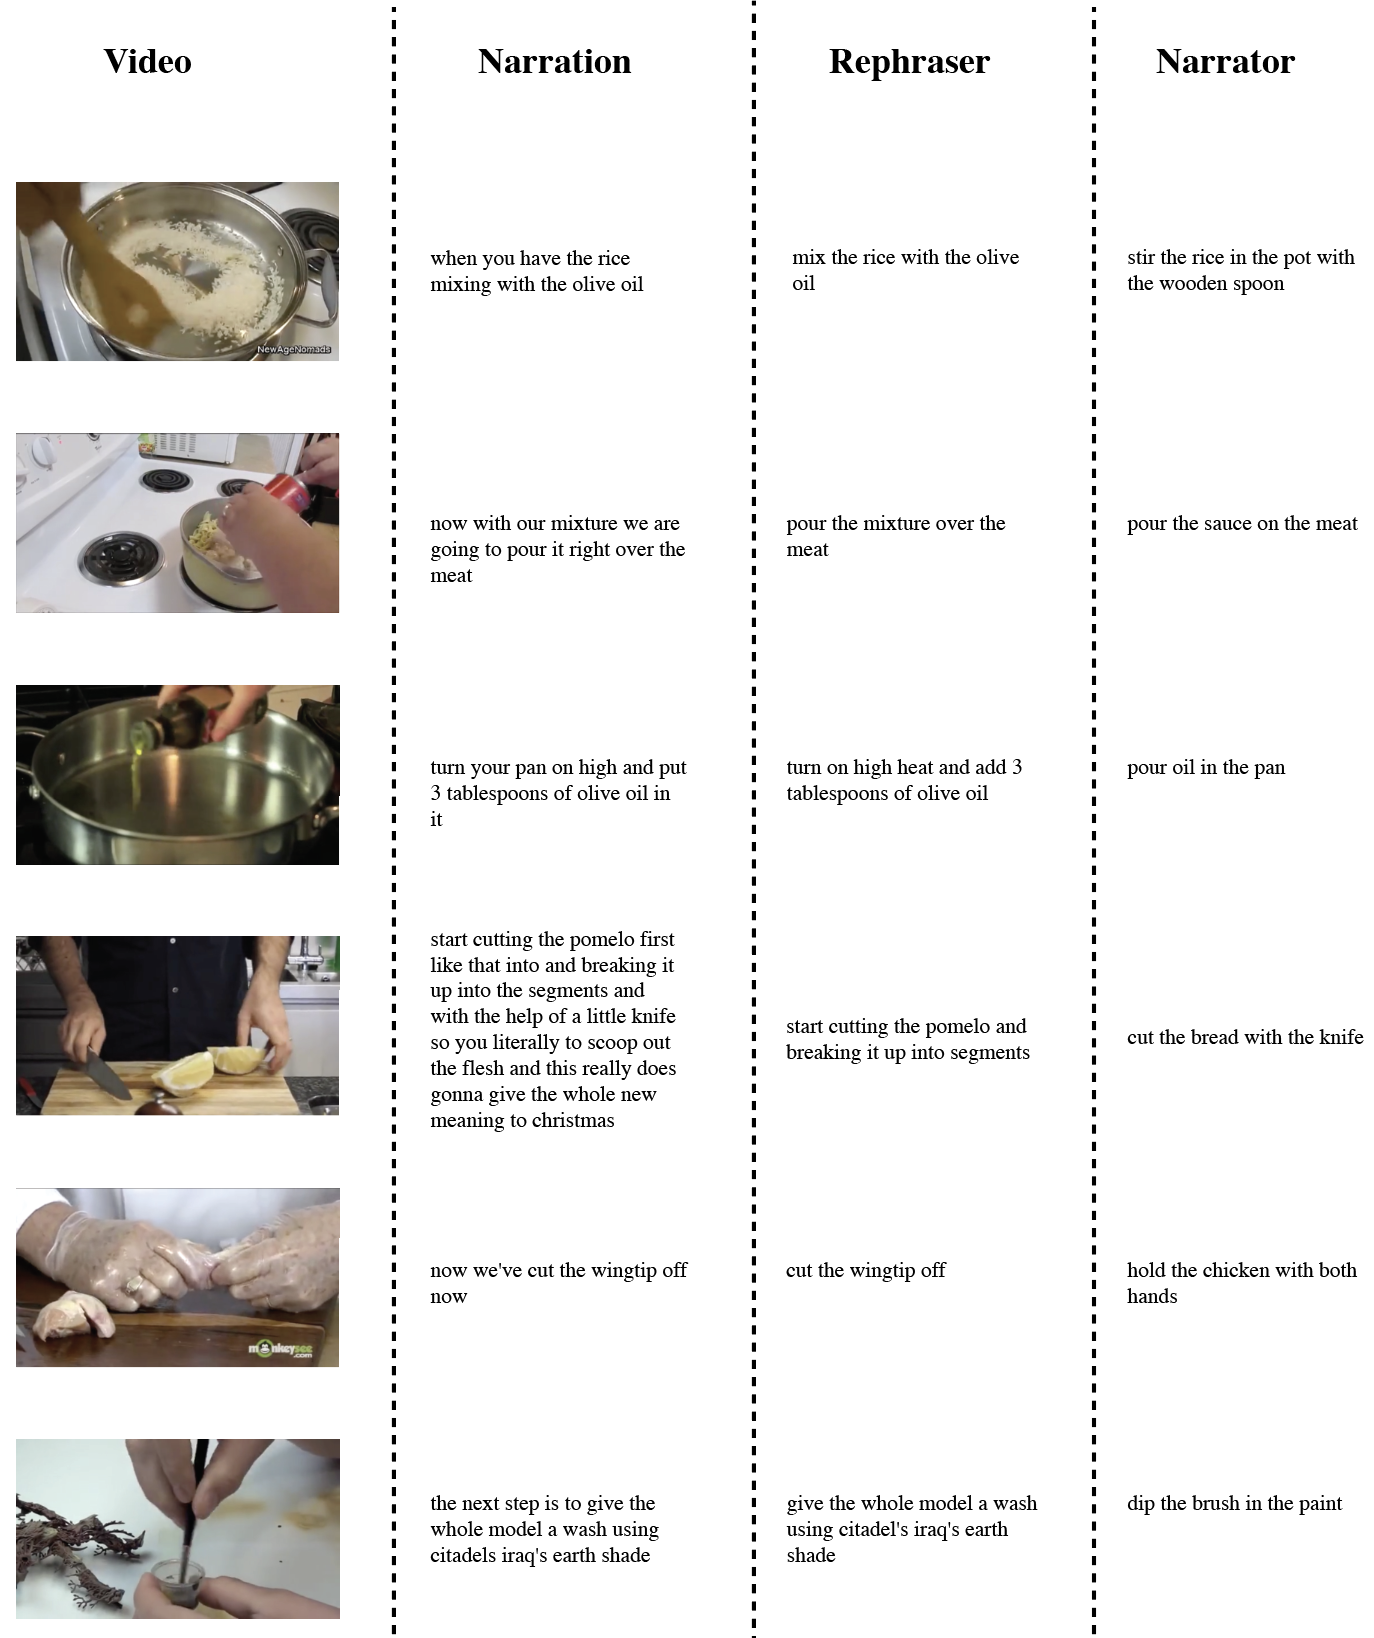 Video
Narration
Rephraser
Narrator
NewAgeNomads
when you have the rice
mixing with the olive oil
mix the rice with the olive
oil
stir the rice in the pot with
the wooden spoon
now with our mixture we are
going to pour it right over the
meat
pour the mixture over the
meat
pour the sauce on the meat
turn your pan on high and put
3 tablespoons of olive oil in
it
turn on high heat and add 3
tablespoons of olive oil
pour oil in the pan
start cutting the pomelo first
like that into and breaking it
up into the segments and
with the help of a little knife
so you literally to scoop out
the flesh and this really does
gonna give the whole new
meaning to christmas
start cutting the pomelo and
breaking it up into segments
cut the bread with the knife
monkeysee
.com
now we've cut the wingtip off
now
cut the wingtip off
hold the chicken with both
hands
the next step is to give the
whole model a wash using
citadels iraq's earth shade
give the whole model a wash
using citadel's iraq's earth
shade
dip the brush in the paint